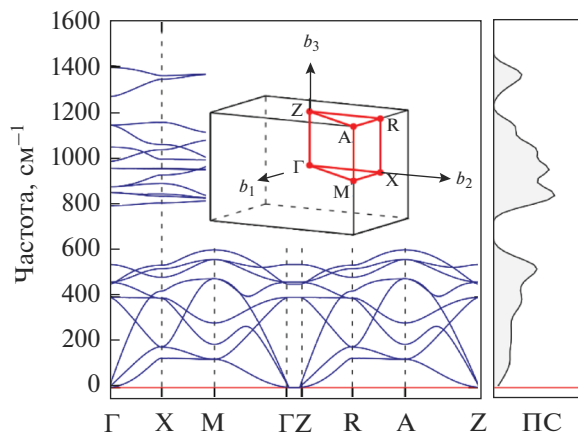 Частота, см⁻¹
1600
1400
1200
1000
800
600
400
200
0
b₃
Z
A
R
Γ
M
X
b₁
b₂
Γ X M ΓZ R A Z ПС